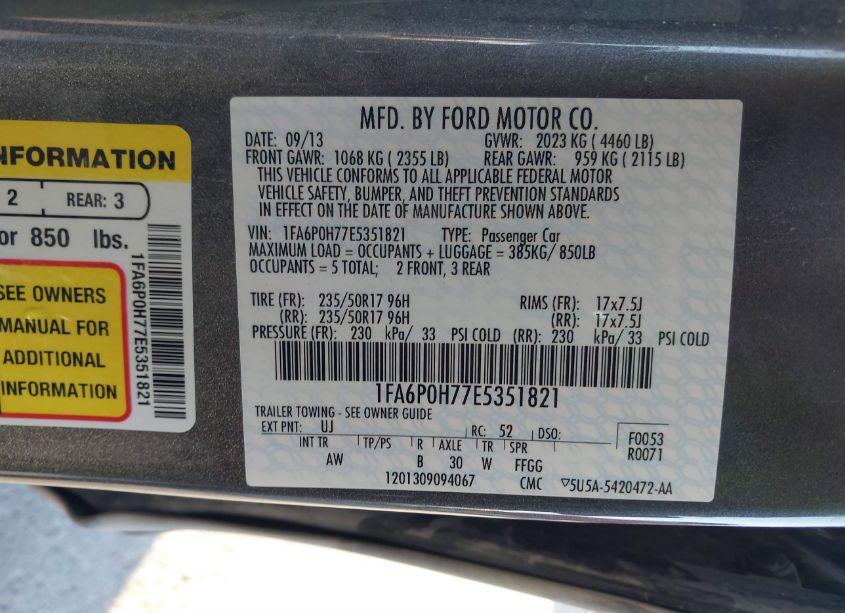 NFORMATION
2 REAR: 3
or 850 lbs.
SEE OWNERS
MANUAL FOR
ADDITIONAL
INFORMATION
1FA6P0H77E5351821
MFD. BY FORD MOTOR CO.
DATE: 09/13 GVWR: 2023 KG ( 4460 LB)
FRONT GAWR: 1068 KG ( 2355 LB) REAR GAWR: 959 KG ( 2115 LB)
THIS VEHICLE CONFORMS TO ALL APPLICABLE FEDERAL MOTOR
VEHICLE SAFETY, BUMPER, AND THEFT PREVENTION STANDARDS
IN EFFECT ON THE DATE OF MANUFACTURE SHOWN ABOVE.
VIN: 1FA6P0H77E5351821 TYPE: Passenger Car
MAXIMUM LOAD = OCCUPANTS + LUGGAGE = 385KG/ 850LB
OCCUPANTS = 5 TOTAL; 2 FRONT, 3 REAR
TIRE (FR): 235/50R17 96H RIMS (FR): 17x7.5J
(RR): 235/50R17 96H (RR): 17x7.5J
PRESSURE (FR): 230 kPa/ 33 PSI COLD (RR): 230 kPa/ 33 PSI COLD
1FA6P0H77E5351821
TRAILER TOWING - SEE OWNER GUIDE
EXT PNT: UJ RC: 52 DSO: F0053
INT TR TP/PS R AXLE TR SPR R0071
AW B 30 W FFGG
1201309094067 CMC ▽5U5A-5420472-AA